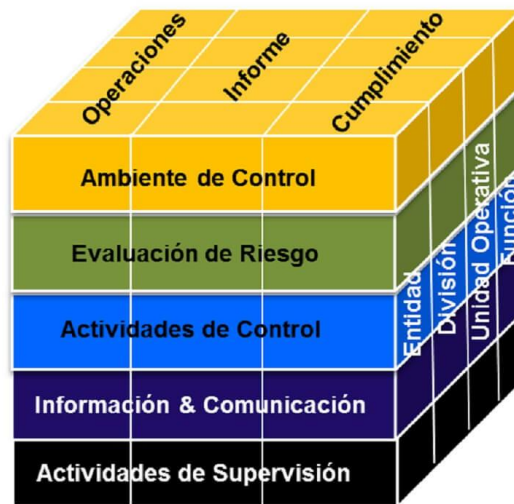 Operaciones
Informe
Cumplimiento
Ambiente de Control
Evaluación de Riesgo
Actividades de Control
Información & Comunicación
Actividades de Supervisión
Entidad
División
Unidad Operativa
Función